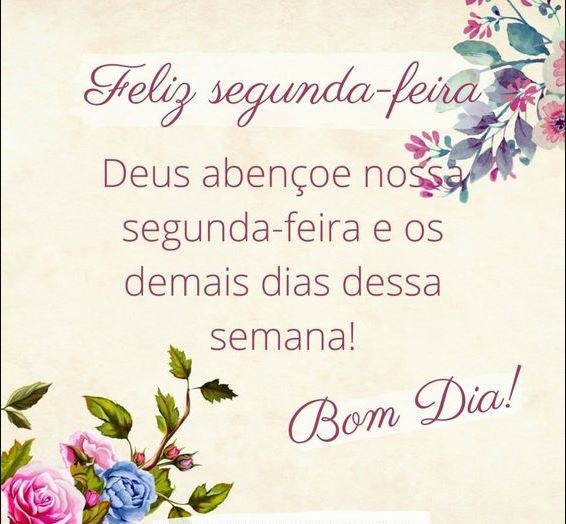 Feliz segunda-feira
Deus abençoe nossa
segunda-feira e os
demais dias dessa
semana!
Bom Dia!